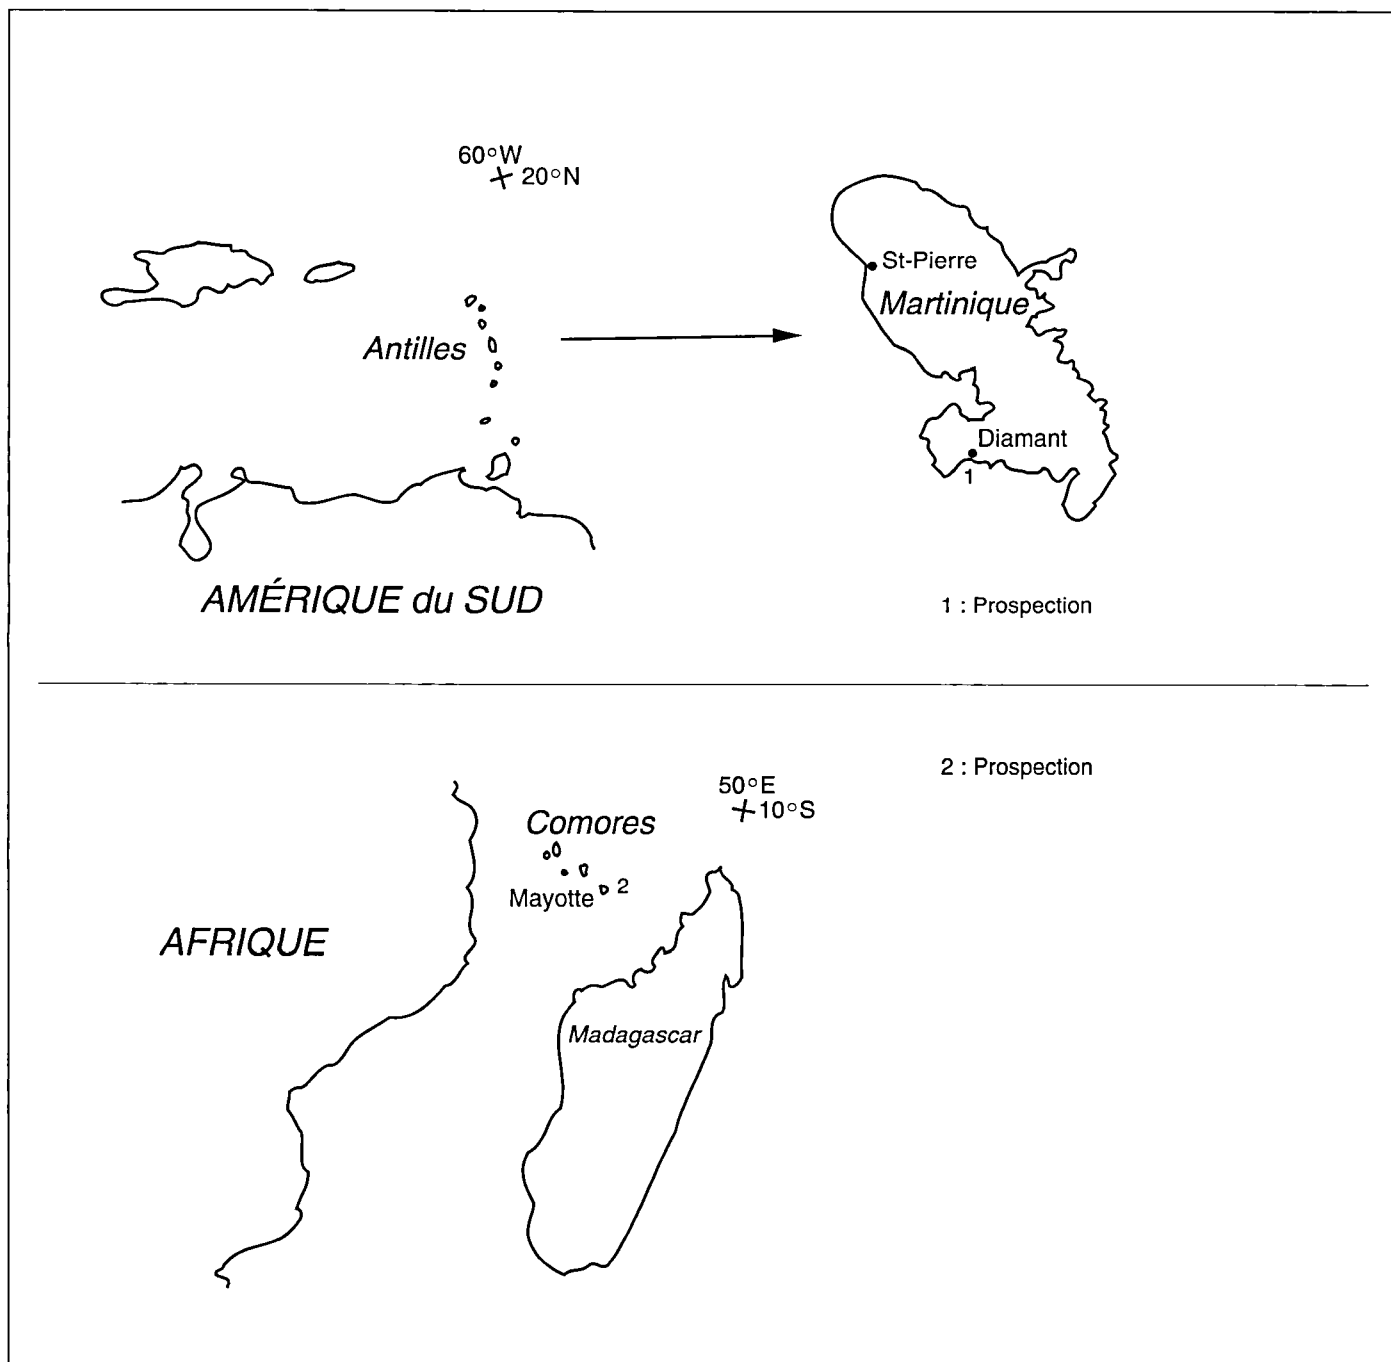 60°W
20°N
St-Pierre
Martinique
Antilles
Diamant
1
AMÉRIQUE du SUD
1 : Prospection
2 : Prospection
50°E
10°S
Comores
2
Mayotte
AFRIQUE
Madagascar